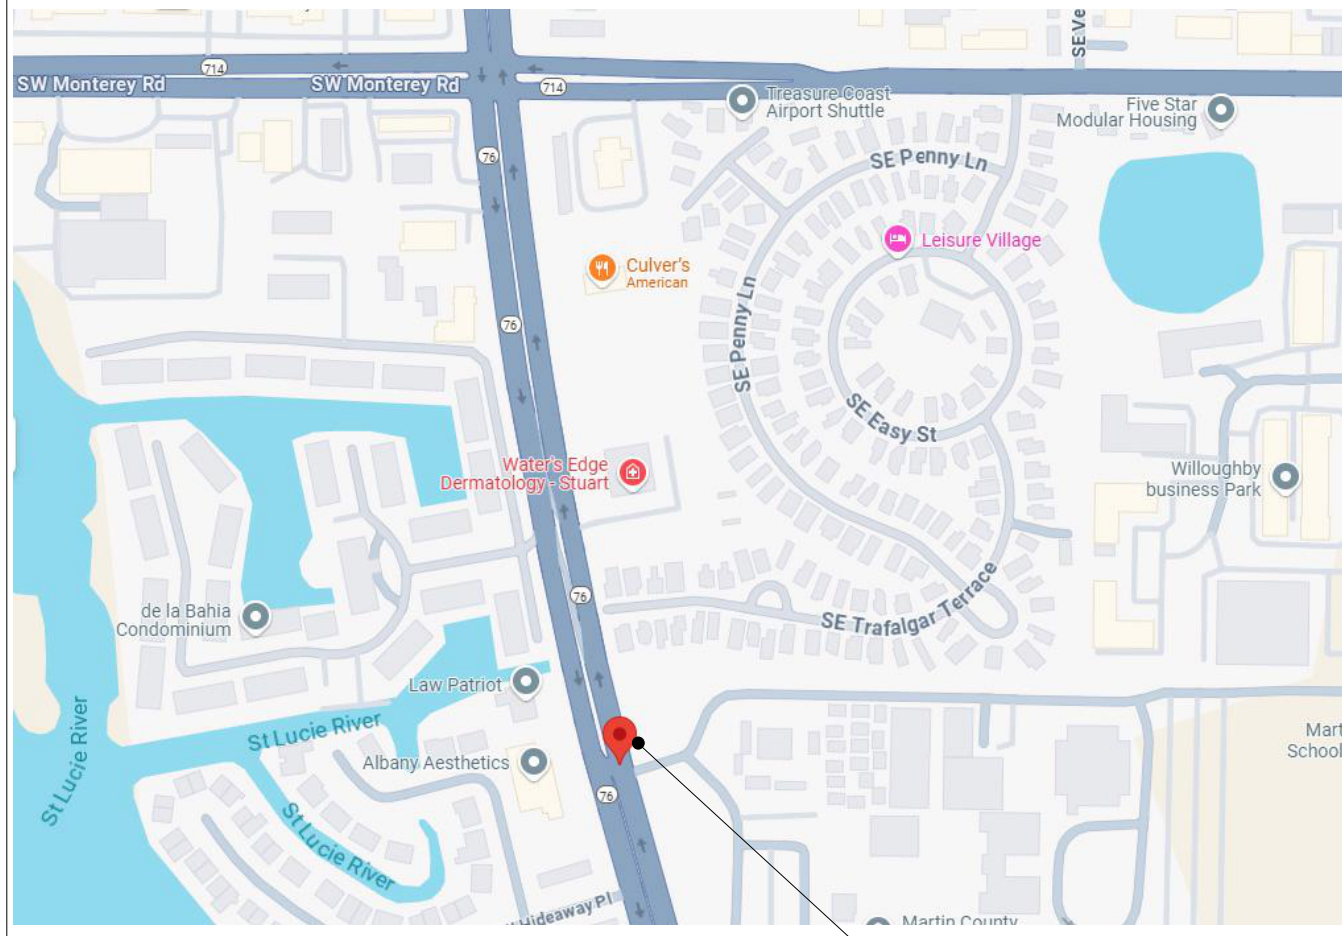 SE Ve
714
SW Monterey Rd
SW Monterey Rd
714
Treasure Coast
Airport Shuttle
Five Star
Modular Housing
76
SE Penny Ln
Leisure Village
Culver's
American
SE Penny Ln
76
SE Easy St
Water's Edge
Dermatology - Stuart
Willoughby
business Park
76
de la Bahia
Condominium
SE Trafalgar Terrace
Law Patriot
St Lucie River
St Lucie River
Mart
School
Albany Aesthetics
76
St Lucie River
Hideaway Pl
Martin County